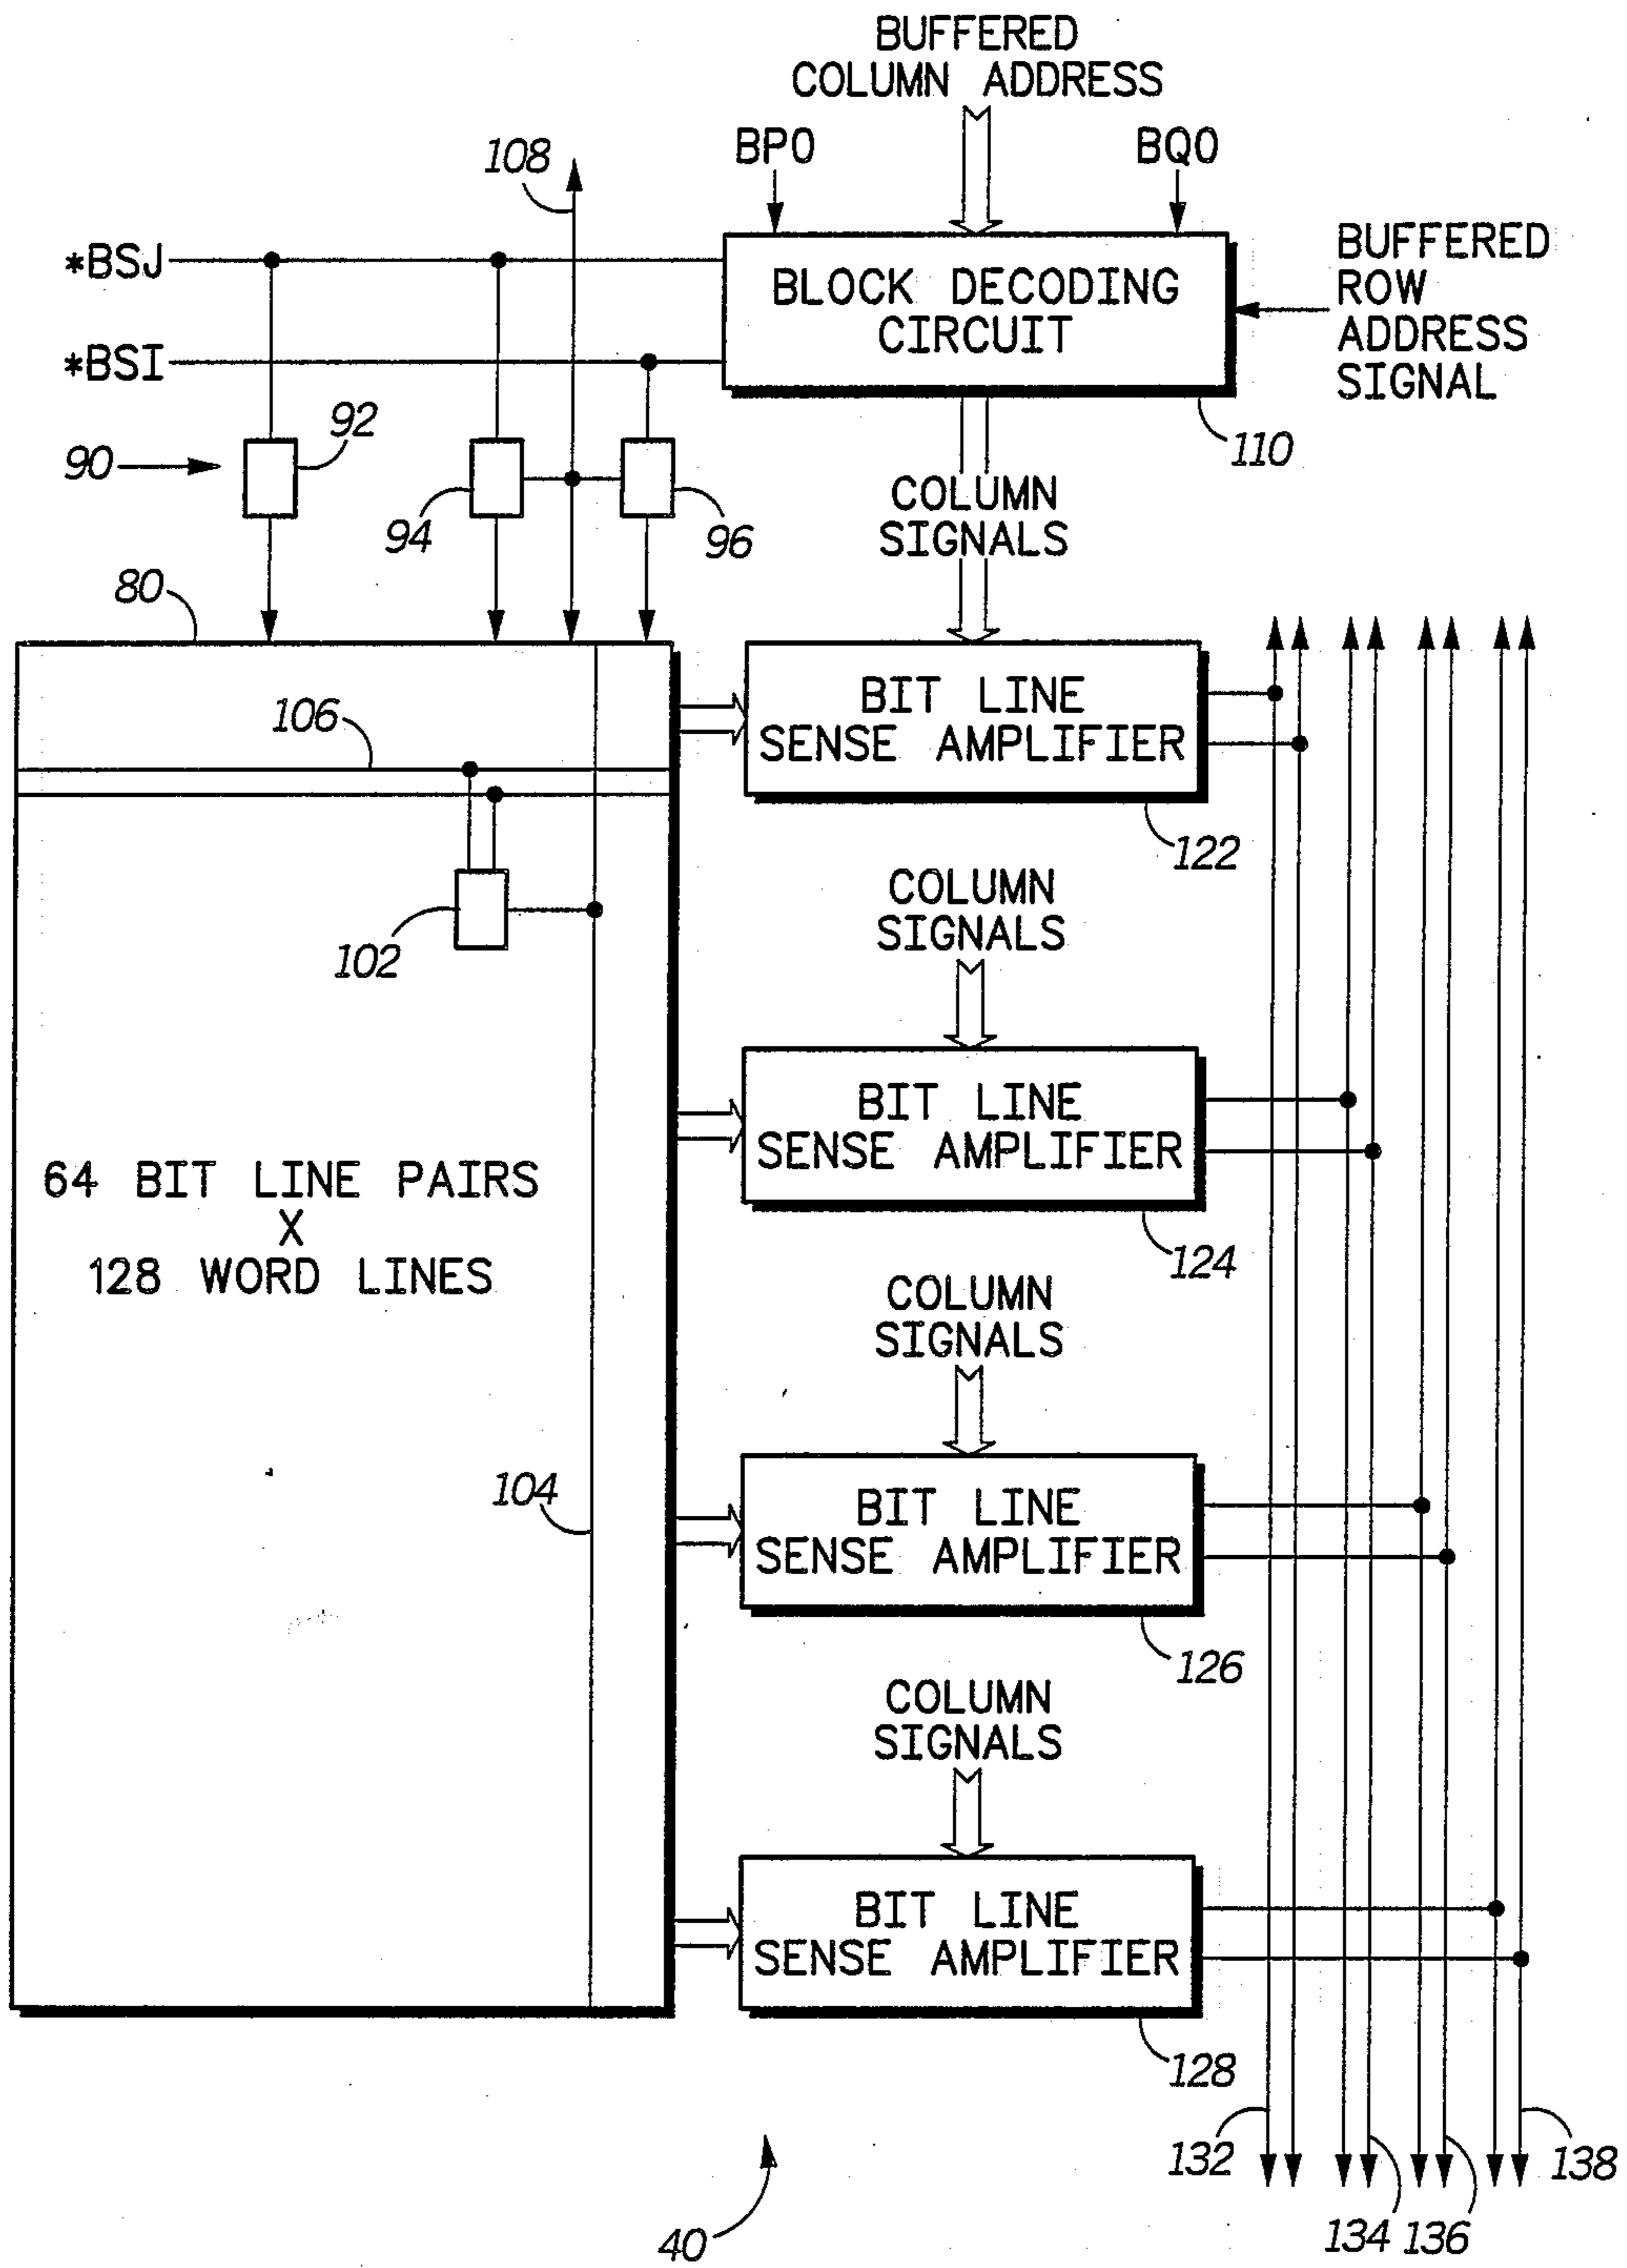 BUFFERED
COLUMN ADDRESS
BP0
BQ0
108
*BSJ
BLOCK DECODING
CIRCUIT
BUFFERED
ROW
ADDRESS
SIGNAL
*BSI
110
90
92
94
96
COLUMN
SIGNALS
80
BIT LINE
SENSE AMPLIFIER
106
122
COLUMN
SIGNALS
102
BIT LINE
SENSE AMPLIFIER
64 BIT LINE PAIRS
X
128 WORD LINES
124
COLUMN
SIGNALS
104
BIT LINE
SENSE AMPLIFIER
126
COLUMN
SIGNALS
BIT LINE
SENSE AMPLIFIER
128
132
138
134
136
40